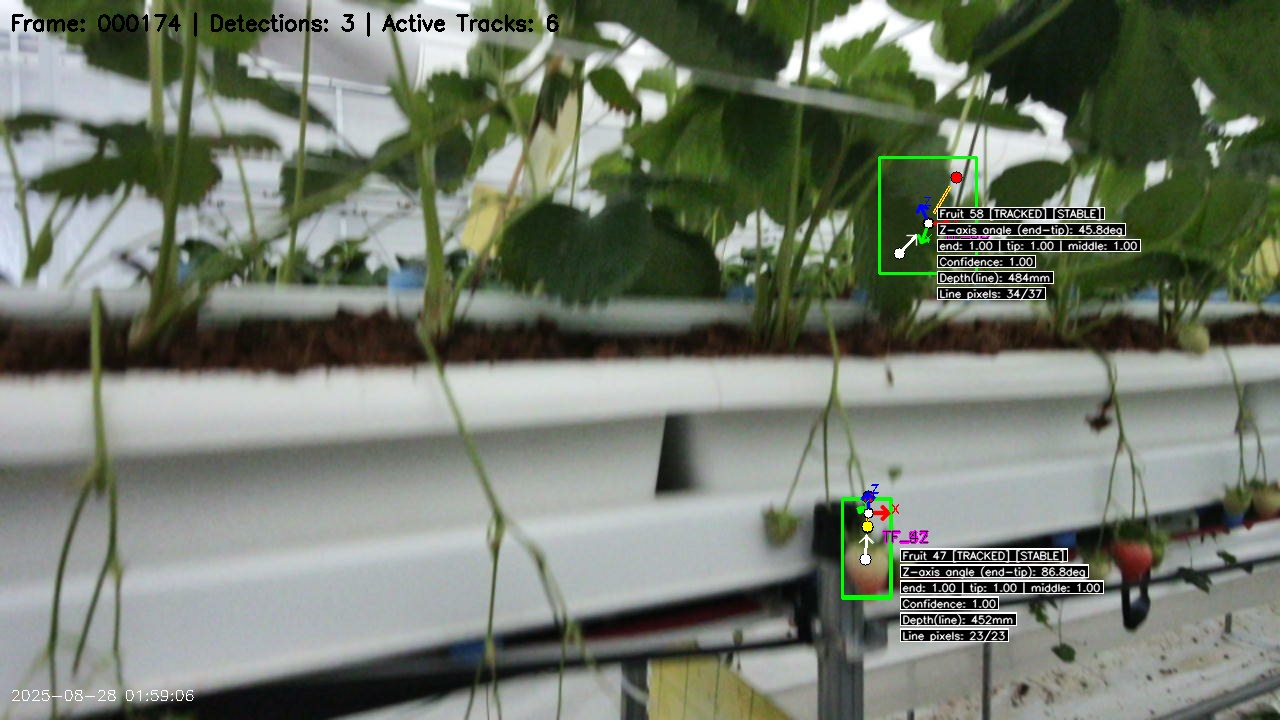 Frame: 000174 | Detections: 3 | Active Tracks: 6
Z
Fruit 58 [TRACKED] [STABLE]
Z-axis angle (end-tip): 45.8deg
end: 1.00 | tip: 1.00 | middle: 1.00
Confidence: 1.00
Depth(line): 484mm
Line pixels: 34/37
Z
X
Fruit 47 [TRACKED] [STABLE]
Z-axis angle (end-tip): 86.8deg
end: 1.00 | tip: 1.00 | middle: 1.00
Confidence: 1.00
Depth(line): 452mm
Line pixels: 23/23
2025-08-28 01:59:06